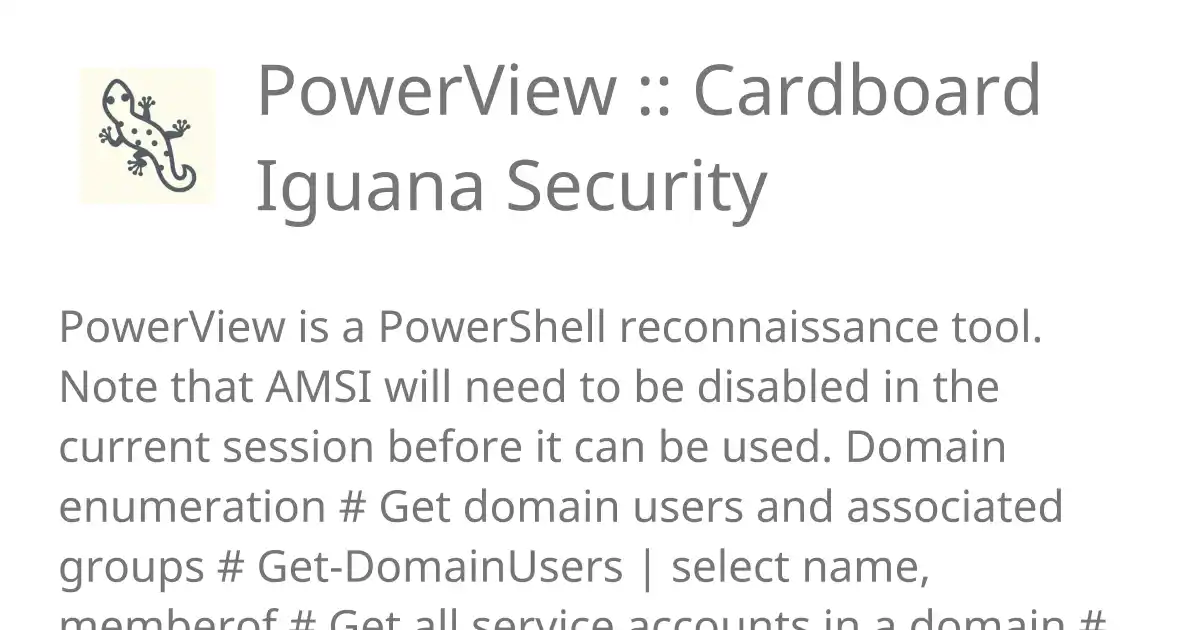 PowerView :: Cardboard
Iguana Security
PowerView is a PowerShell reconnaissance tool.
Note that AMSI will need to be disabled in the
current session before it can be used. Domain
enumeration # Get domain users and associated
groups # Get-DomainUsers | select name,
memberof # Get all service accounts in a domain #